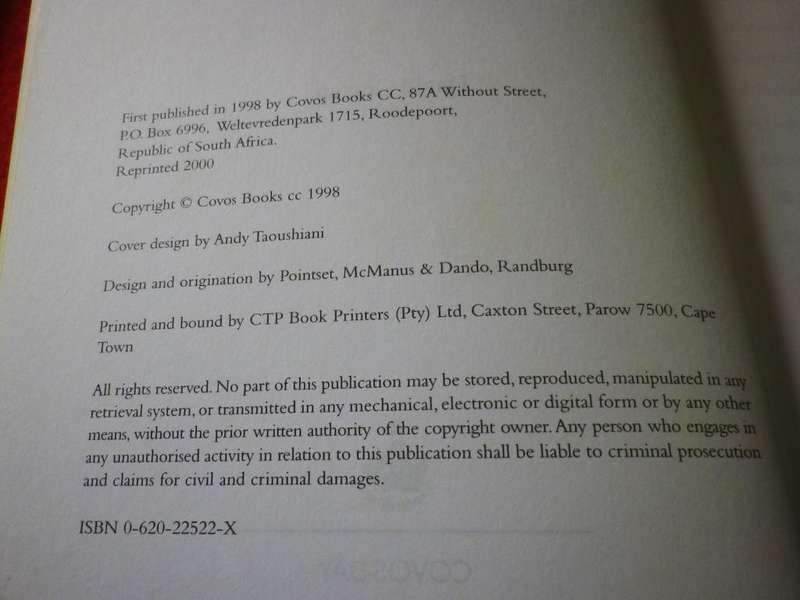 First published in 1998 by Covos Books CC, 87A Without Street,
P.O. Box 6996, Weltevredenpark 1715, Roodepoort,
Republic of South Africa.
Reprinted 2000
Copyright © Covos Books cc 1998
Cover design by Andy Taoushiani
Design and origination by Pointset, McManus & Dando, Randburg
Printed and bound by CTP Book Printers (Pty) Ltd, Caxton Street, Parow 7500, Cape
Town
All rights reserved. No part of this publication may be stored, reproduced, manipulated in any
retrieval system, or transmitted in any mechanical, electronic or digital form or by any other
means, without the prior written authority of the copyright owner. Any person who engages in
any unauthorised activity in relation to this publication shall be liable to criminal prosecution
and claims for civil and criminal damages.
ISBN 0-620-22522-X